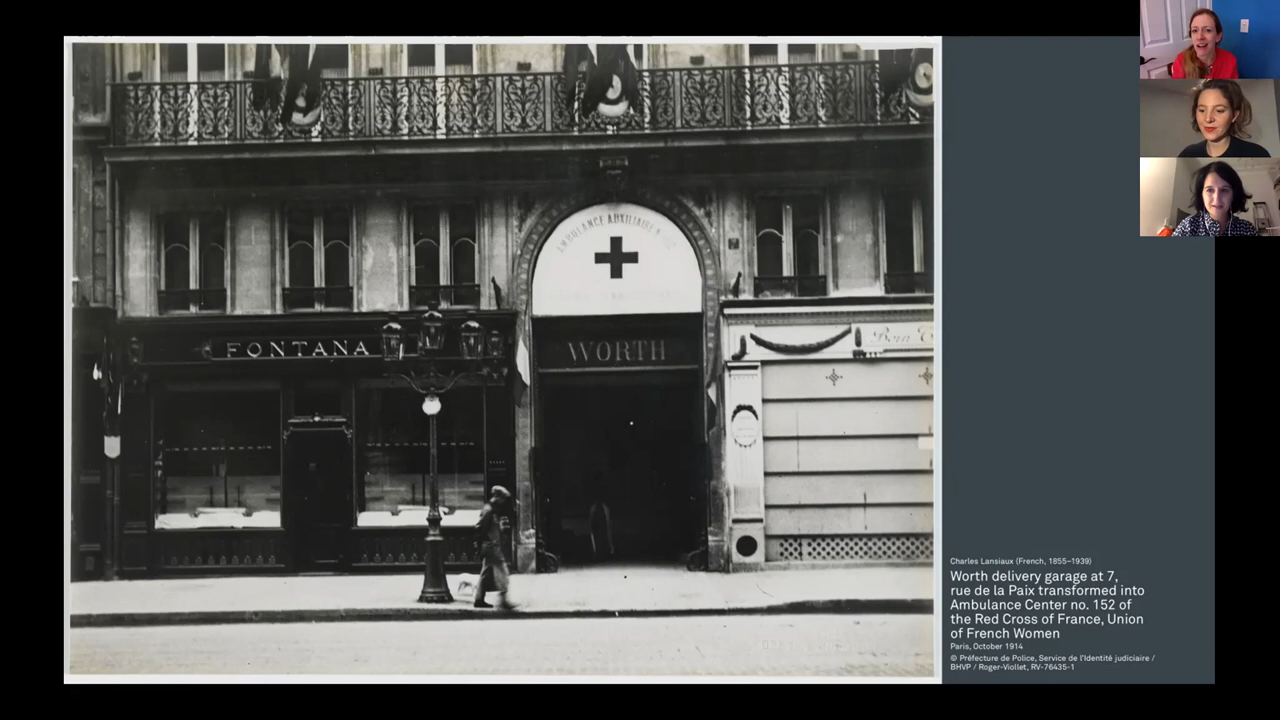 AMBULANCE AUXILIAIRE
FONTANA
WORTH
7
Charles Lansiaux (French, 1855–1939)
Worth delivery garage at 7,
rue de la Paix transformed into
Ambulance Center no. 152 of
the Red Cross of France, Union
of French Women
Paris, October 1914
© Préfecture de Police, Service de l'Identité judiciaire /
BHVP / Roger-Viollet, RV-76435-1